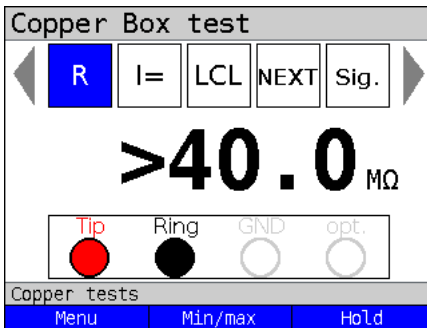 Copper Box test
R I= LCL NEXT Sig.
>40.0 MΩ
Tip Ring GND opt.
Copper tests
Menu Min/max Hold